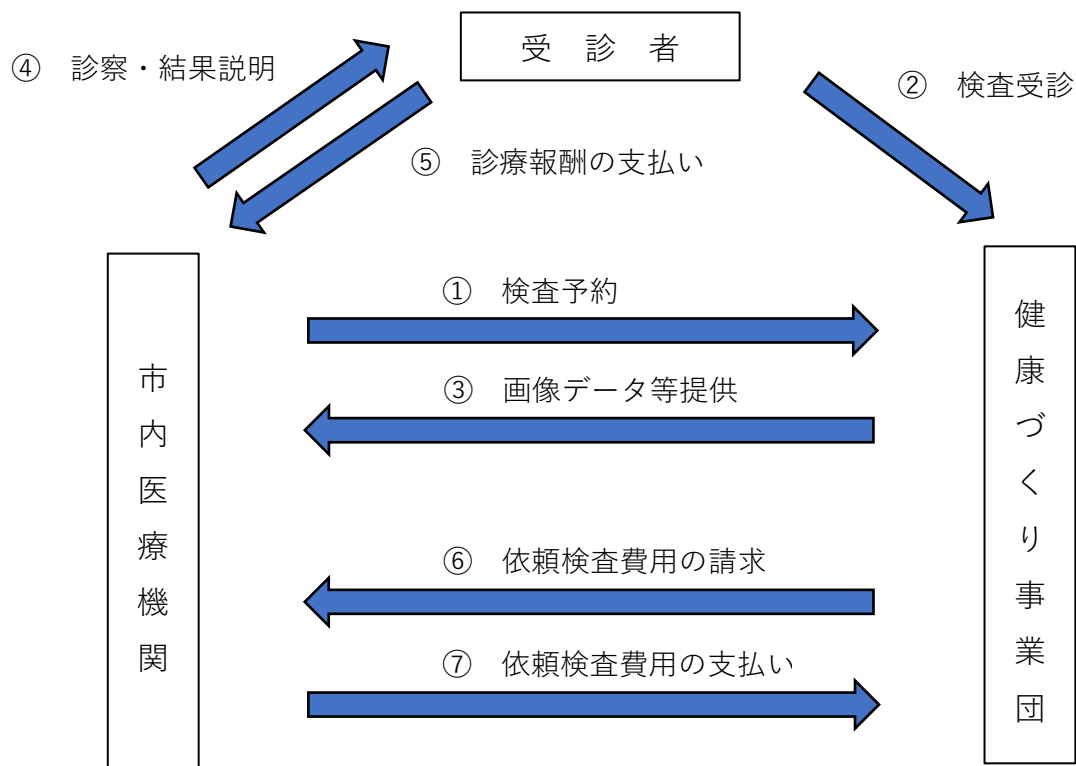 受　診　者
④　診察・結果説明
②　検査受診
⑤　診療報酬の支払い
①　検査予約
③　画像データ等提供
⑥　依頼検査費用の請求
⑦　依頼検査費用の支払い
市内医療機関
健康づくり事業団